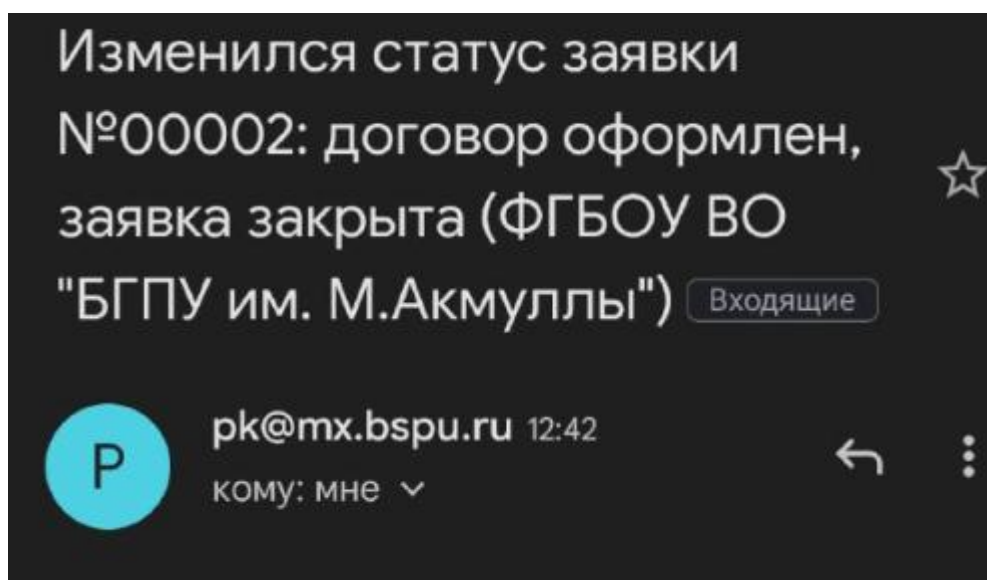 Изменился статус заявки
№00002: договор оформлен,
заявка закрыта (ФГБОУ ВО
"БГПУ им. М.Акмуллы") Входящие
P
pk@mx.bspu.ru 12:42
кому: мне